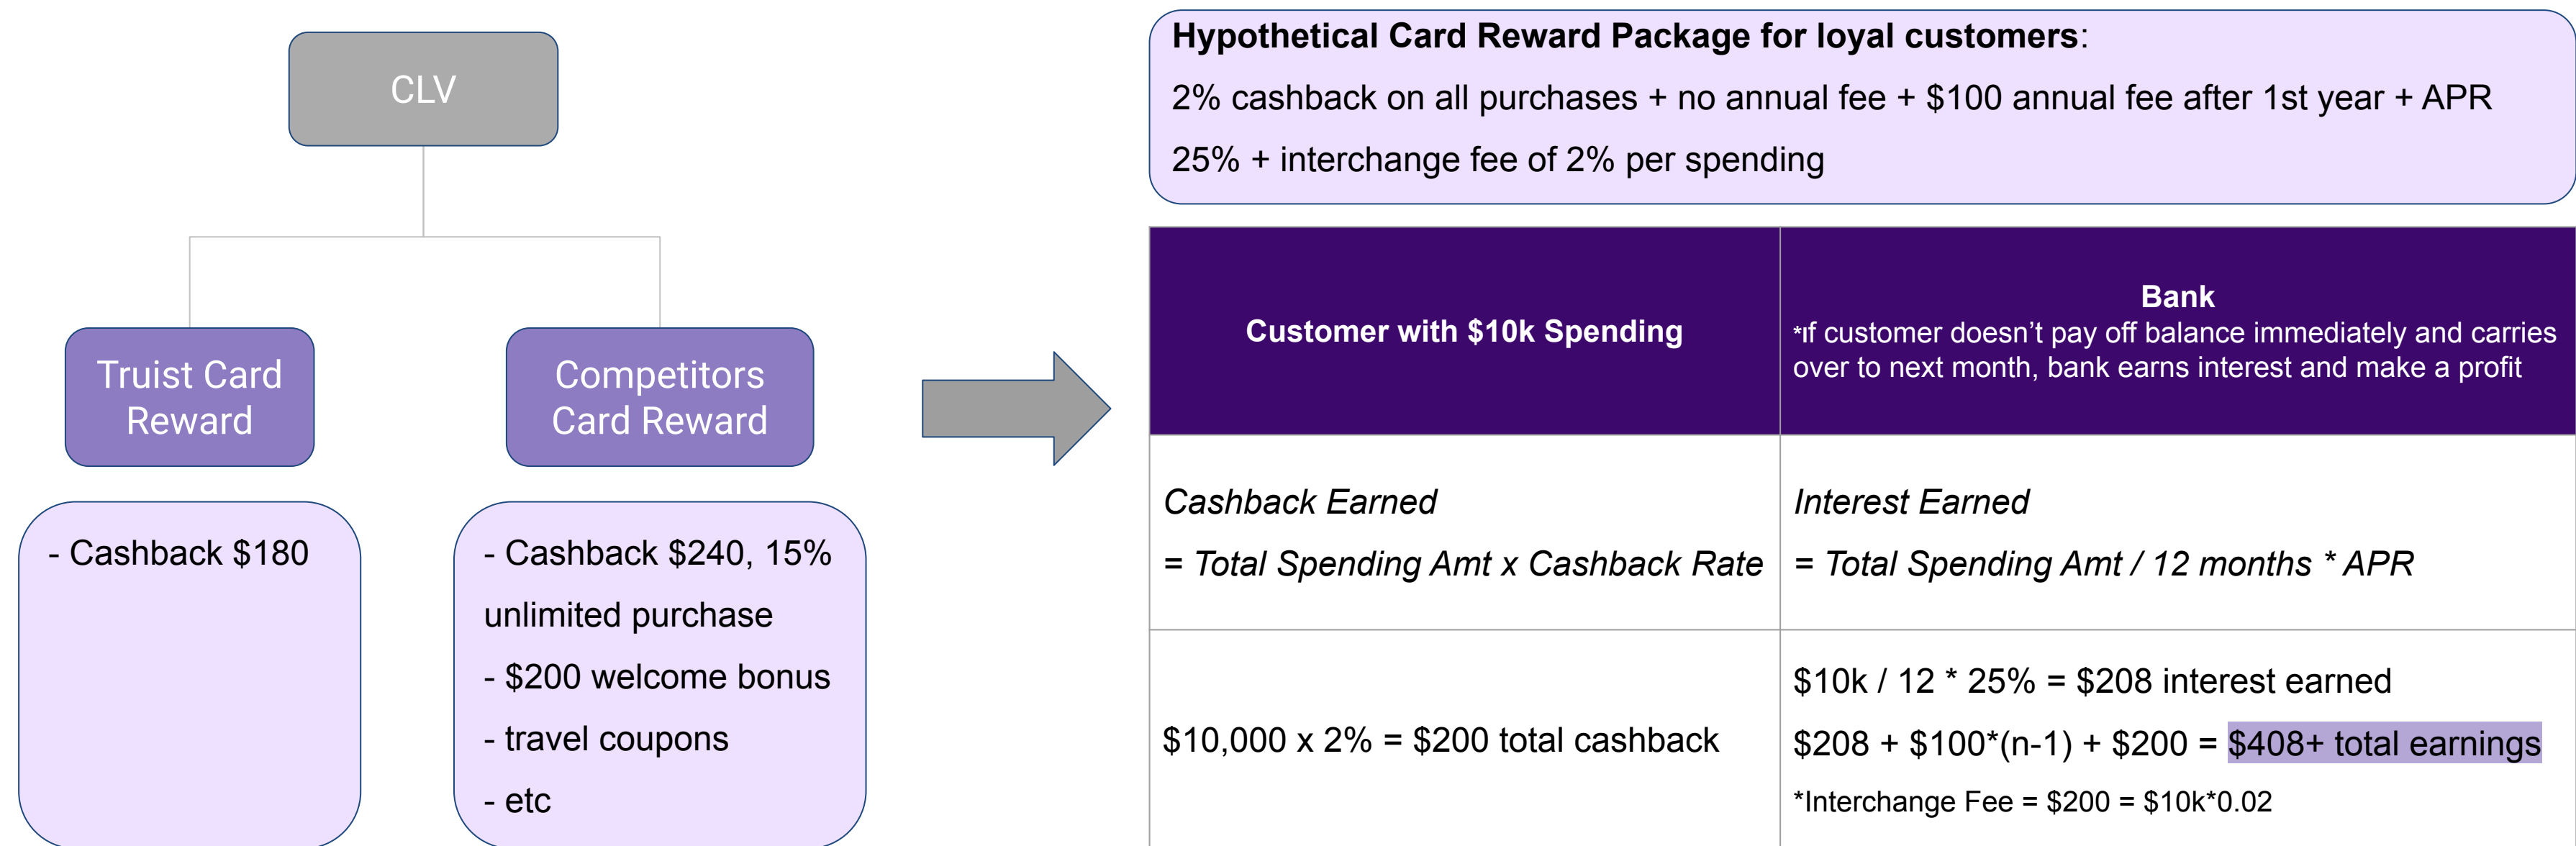 CLV
Truist Card
Reward
Competitors
Card Reward
- Cashback $180
- Cashback $240, 15%
unlimited purchase
- $200 welcome bonus
- travel coupons
- etc
Hypothetical Card Reward Package for loyal customers:
2% cashback on all purchases + no annual fee + $100 annual fee after 1st year + APR
25% + interchange fee of 2% per spending
Customer with $10k Spending
Bank
*If customer doesn’t pay off balance immediately and carries
over to next month, bank earns interest and make a profit
Cashback Earned
= Total Spending Amt x Cashback Rate
Interest Earned
= Total Spending Amt / 12 months * APR
$10,000 x 2% = $200 total cashback
$10k / 12 * 25% = $208 interest earned
$208 + $100*(n-1) + $200 = $408+ total earnings
*Interchange Fee = $200 = $10k*0.02